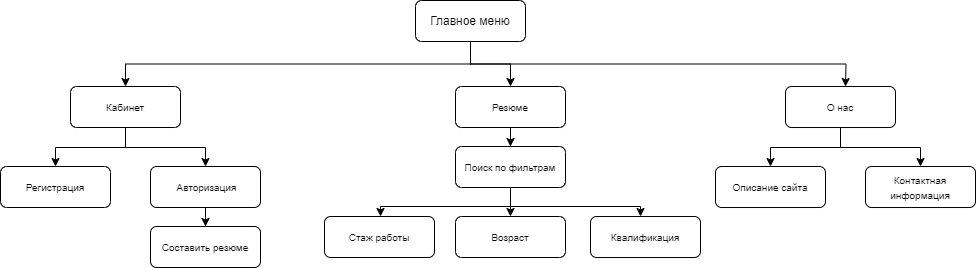 Главное меню
Кабинет
Резюме
О нас
Поиск по фильтрам
Регистрация
Авторизация
Описание сайта
Контактная
информация
Стаж работы
Возраст
Квалификация
Составить резюме